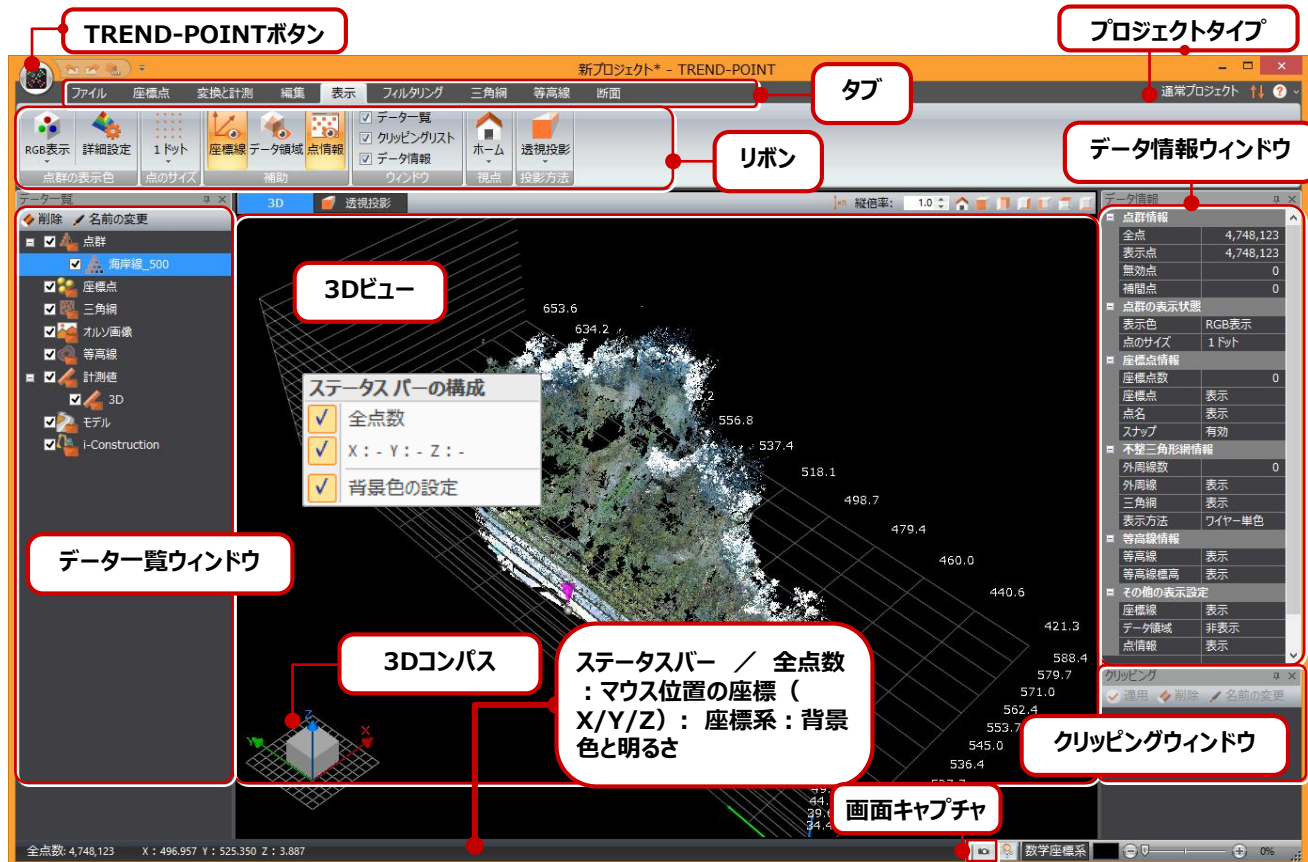 TREND-POINTボタン
プロジェクトタイプ
新プロジェクト* - TREND-POINT
タブ
ファイル 座標点 変換と計測 編集 表示 フィルタリング 三角網 等高線 断面
通常プロジェクト
RGB表示 詳細設定 1 ドット 座標線 データ領域 点情報
データ一覧
クリッピングリスト
データ情報
ホーム 透視投影
点群の表示色 点のサイズ 補助 ウィンドウ 視点 投影方法
リボン
データ情報ウィンドウ
データ一覧
削除 名前の変更
点群
海岸線_500
座標点
三角網
オルソ画像
等高線
計測値
3D
モデル
i-Construction
データ一覧ウィンドウ
3D 透視投影
縦倍率: 1.0
3Dビュー
653.6
634.2
556.8
537.4
518.1
498.7
479.4
460.0
440.6
421.3
588.4
579.7
571.0
562.4
553.7
545.0
536.4
ステータス バーの構成
全点数
X : - Y : - Z : -
背景色の設定
3Dコンパス
Z
Y
X
ステータスバー ／ 全点数
：マウス位置の座標（
X/Y/Z）： 座標系：背景
色と明るさ
データ情報
点群情報
全点 4,748,123
表示点 4,748,123
無効点 0
補間点 0
点群の表示状態
表示色 RGB表示
点のサイズ 1 ドット
座標点情報
座標点数 0
座標点 表示
点名 表示
スナップ 有効
不整三角形網情報
外周線数 0
外周線 表示
三角網 表示
表示方法 ワイヤー単色
等高線情報
等高線 表示
等高線標高 表示
その他の表示設定
座標線 表示
データ領域 非表示
点情報 表示
クリッピング
適用 削除 名前の変更
クリッピングウィンドウ
画面キャプチャ
34.4
全点数: 4,748,123 X : 496.957 Y : 525.350 Z : 3.887
数学座標系 0%